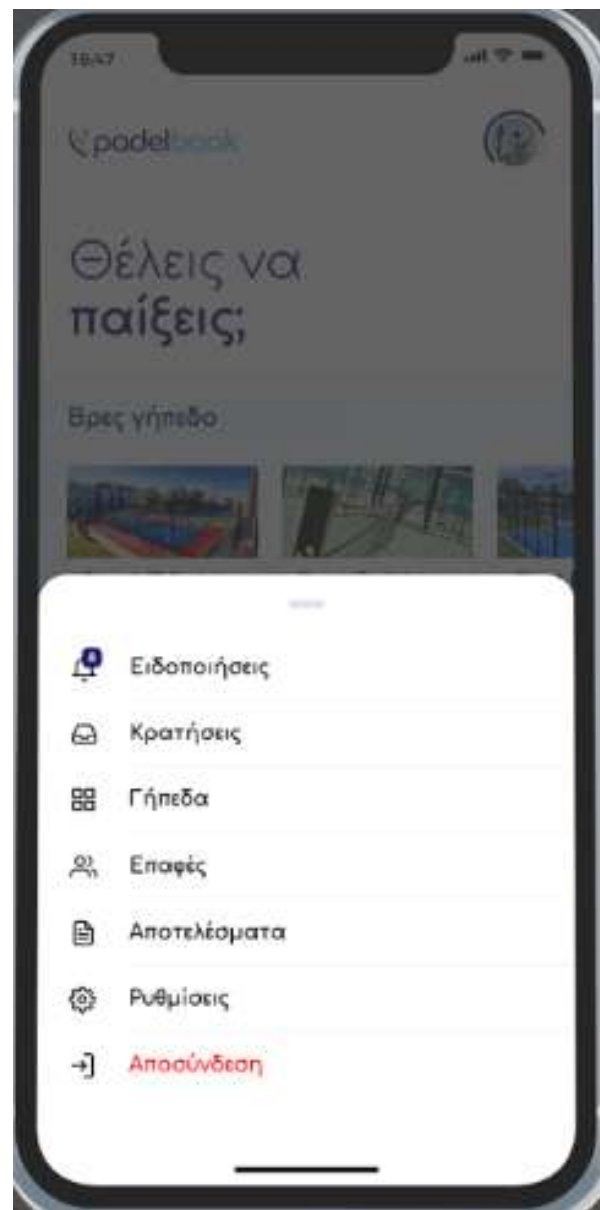 padelbook
Θέλεις να
παίξεις;
Βρες γήπεδο
Ειδοποιήσεις
Κρατήσεις
Γήπεδα
Επαφές
Αποτελέσματα
Ρυθμίσεις
Αποσύνδεση